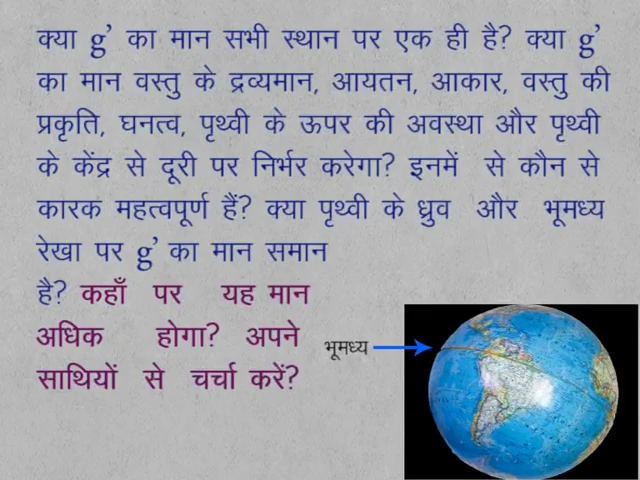 क्या g’ का मान सभी स्थान पर एक ही है? क्या g’
का मान वस्तु के द्रव्यमान, आयतन, आकार, वस्तु की
प्रकृति, घनत्व, पृथ्वी के ऊपर की अवस्था और पृथ्वी
के केंद्र से दूरी पर निर्भर करेगा? इनमें से कौन से
कारक महत्वपूर्ण हैं? क्या पृथ्वी के ध्रुव और भूमध्य
रेखा पर g’ का मान समान
है? कहाँ पर यह मान
अधिक होगा? अपने
साथियों से चर्चा करें?
भूमध्य